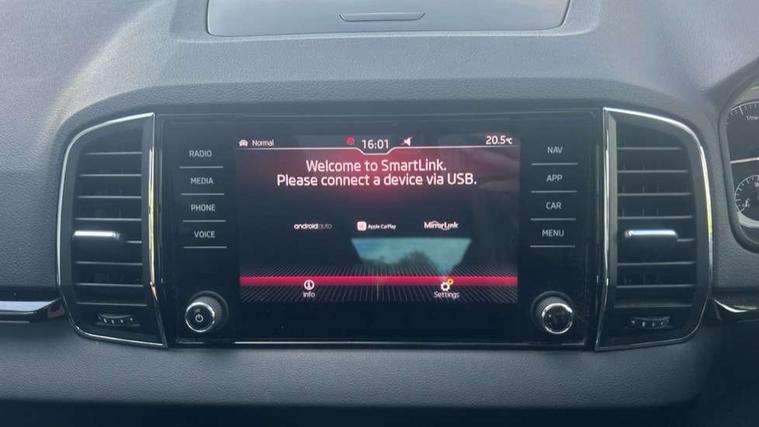 RADIO
MEDIA
PHONE
VOICE
Normal
16:01
20.5°C
Welcome to SmartLink.
Please connect a device via USB.
androidauto
Apple CarPlay
MirrorLink
Info
Settings
NAV
APP
CAR
MENU